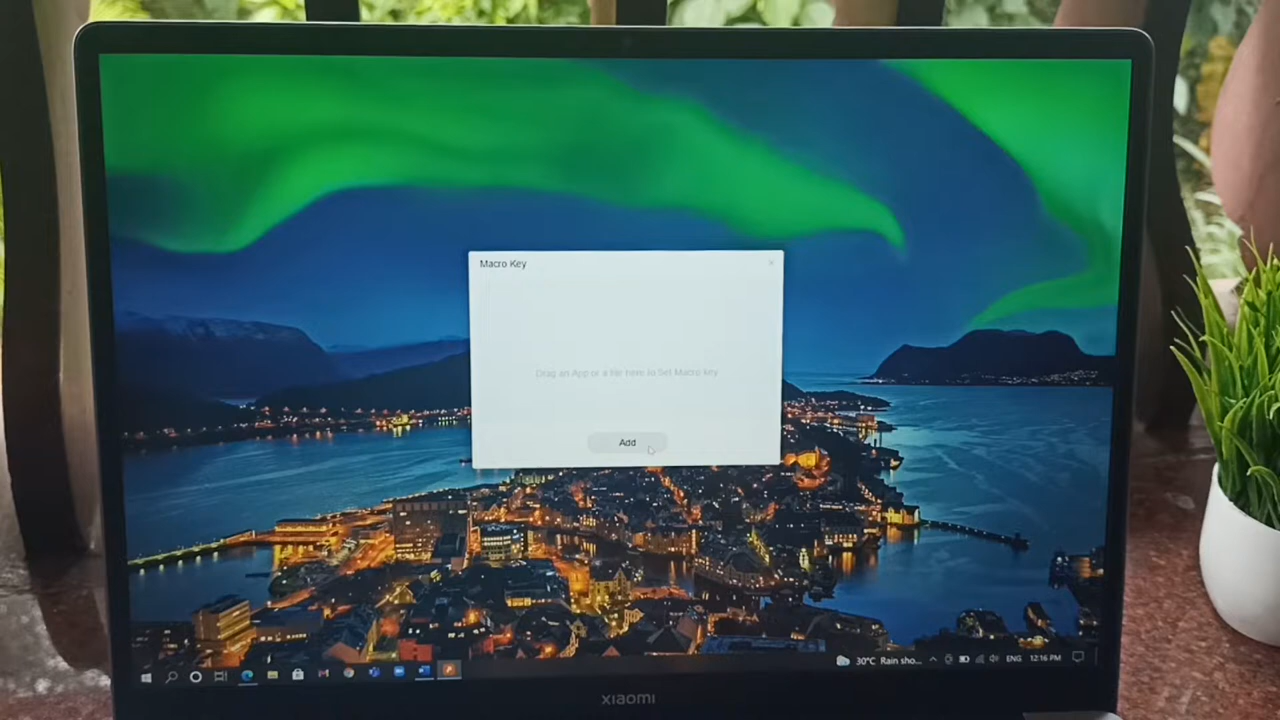 Macro Key
Drag an App or a file here to Set Macro key
Add
30°C Rain sho... ENG 12:16 PM
xiaomi